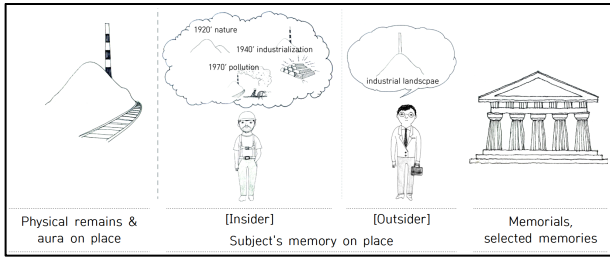 1920' nature
1940' industrialization
1970' pollution
industrial landscpae
Physical remains &
aura on place
[Insider]
[Outsider]
Subject's memory on place
Memorials,
selected memories